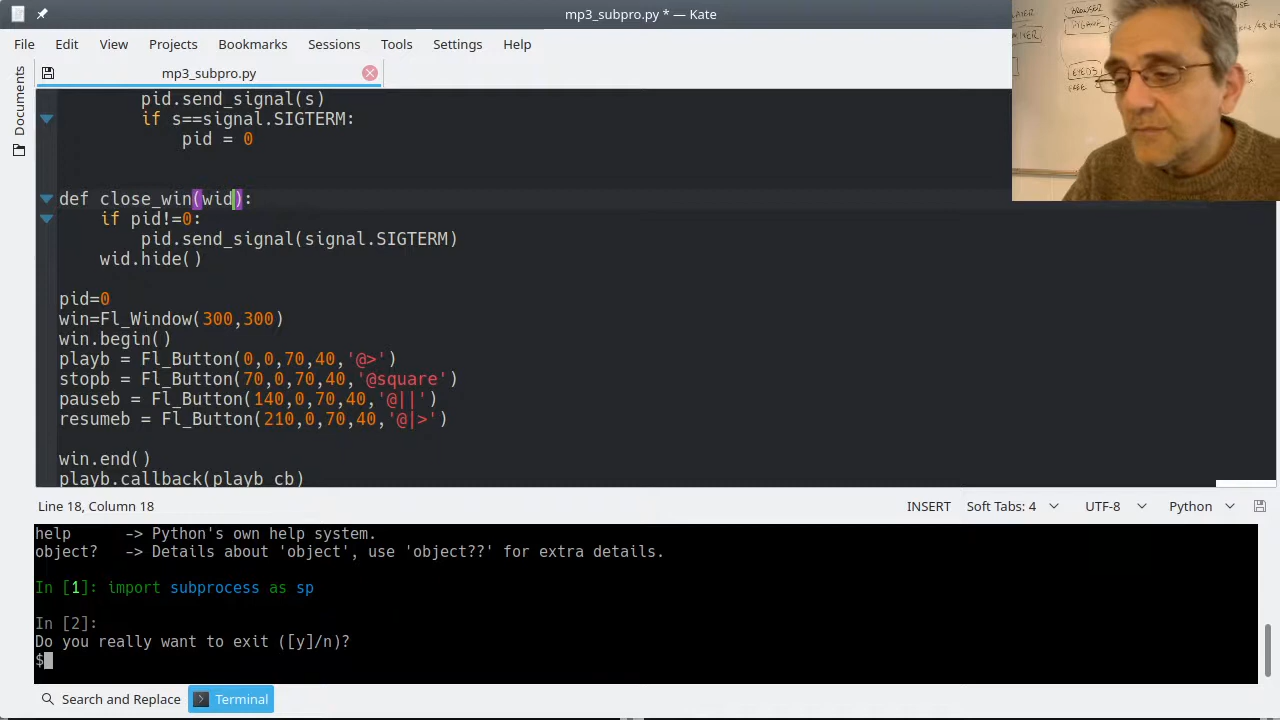 mp3_subpro.py * — Kate
File Edit View Projects Bookmarks Sessions Tools Settings Help
Documents
mp3_subpro.py
pid.send_signal(s)
if s==signal.SIGTERM:
pid = 0
def close_win(wid):
if pid!=0:
pid.send_signal(signal.SIGTERM)
wid.hide()
pid=0
win=Fl_Window(300,300)
win.begin()
playb = Fl_Button(0,0,70,40,'@>')
stopb = Fl_Button(70,0,70,40,'@square')
pauseb = Fl_Button(140,0,70,40,'@||')
resumeb = Fl_Button(210,0,70,40,'@|>')
win.end()
playb.callback(playb_cb)
Line 18, Column 18 INSERT Soft Tabs: 4 UTF-8 Python
help -> Python's own help system.
object? -> Details about 'object', use 'object??' for extra details.
In [1]: import subprocess as sp
In [2]:
Do you really want to exit ([y]/n)?
$
Search and Replace Terminal
BROWSER
EYED3